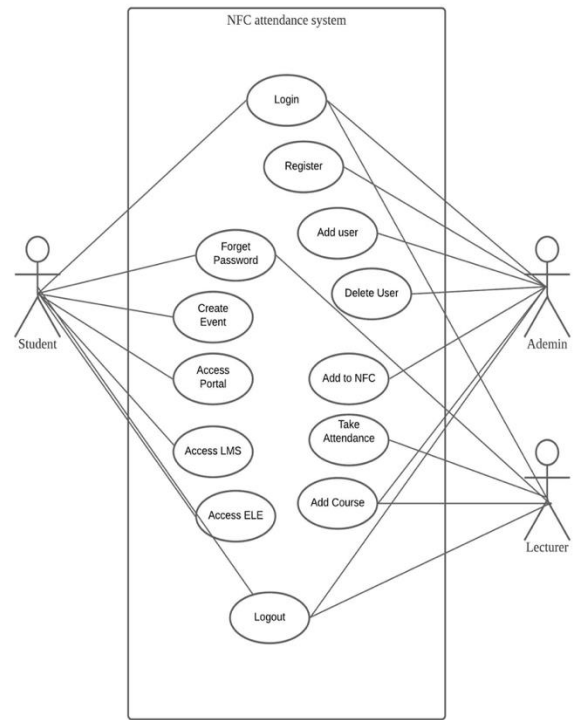 NFC attendance system
Login
Register
Add user
Forget
Password
Delete User
Student
Ademin
Create
Event
Access
Portal
Add to NFC
Take
Attendance
Access LMS
Access ELE
Add Course
Lecturer
Logout